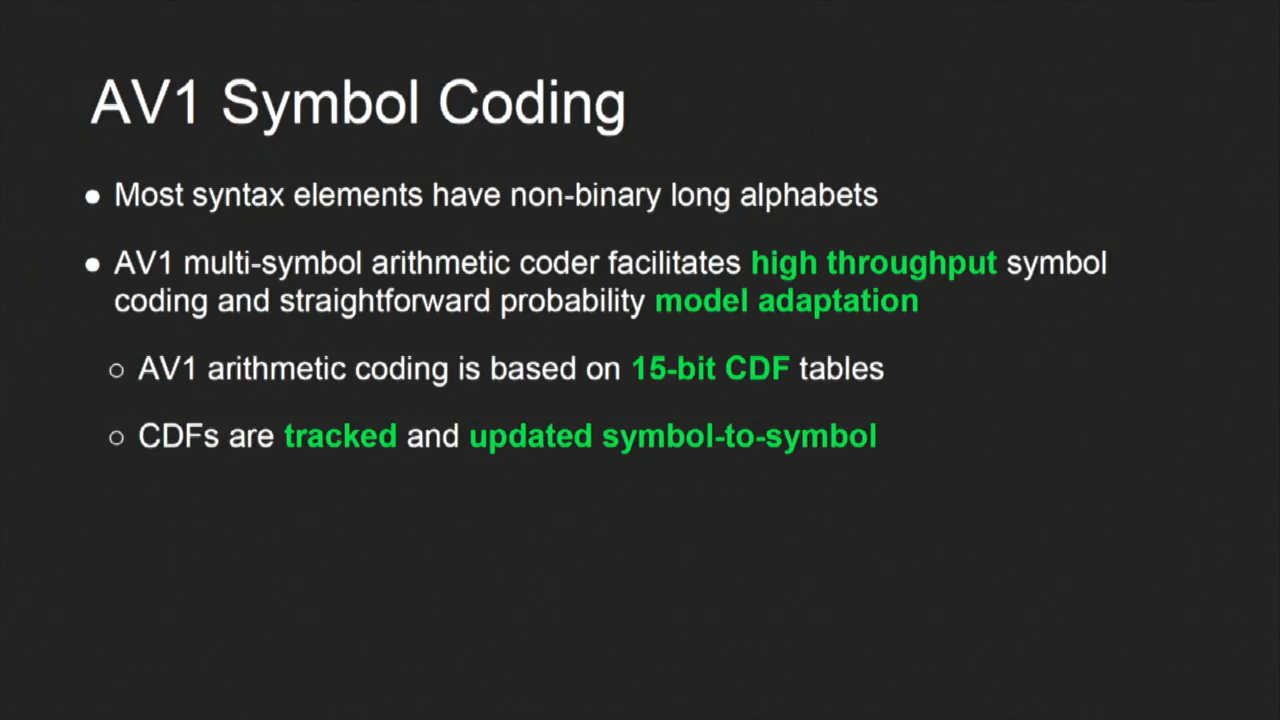 AV1 Symbol Coding
● Most syntax elements have non-binary long alphabets
● AV1 multi-symbol arithmetic coder facilitates high throughput symbol
coding and straightforward probability model adaptation
○ AV1 arithmetic coding is based on 15-bit CDF tables
○ CDFs are tracked and updated symbol-to-symbol